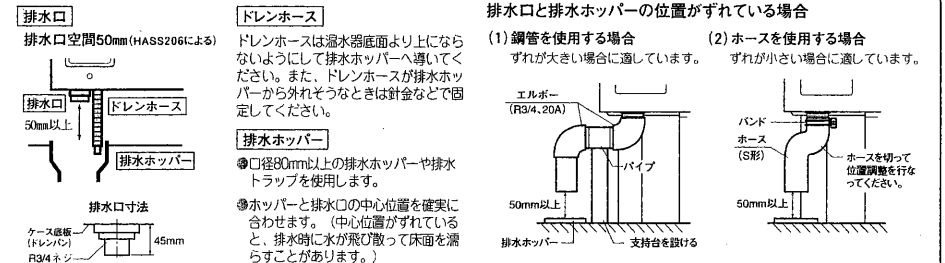 排水口
排水口空間50mm(HASS206による)
排水口
ドレンホース
50mm以上
排水ホッパー
排水口寸法
ケース底板
(ドレンパン)
R3/4ネジ
45mm
ドレンホース
ドレンホースは温水器底面より上になら
ないようにして排水ホッパーへ導いてく
ださい。また、ドレンホースが排水ホッ
パーから外れそうなときは針金などで固
定してください。
排水ホッパー
口径80mm以上の排水ホッパーや排水
トラップを使用します。
ホッパーと排水口の中心位置を確実に
合わせます。(中心位置がずれている
と、排水時に水が飛び散って床面を濡
らすことがあります。)
排水口と排水ホッパーの位置がずれている場合
(1)鋼管を使用する場合
ずれが大きい場合に適しています。
エルボー
(R3/4、20A)
パイプ
50mm以上
排水ホッパー
支持台を設ける
(2)ホースを使用する場合
ずれが小さい場合に適しています。
バンド
ホース
(S形)
ホースを切って
位置調整を行な
ってください。
50mm以上